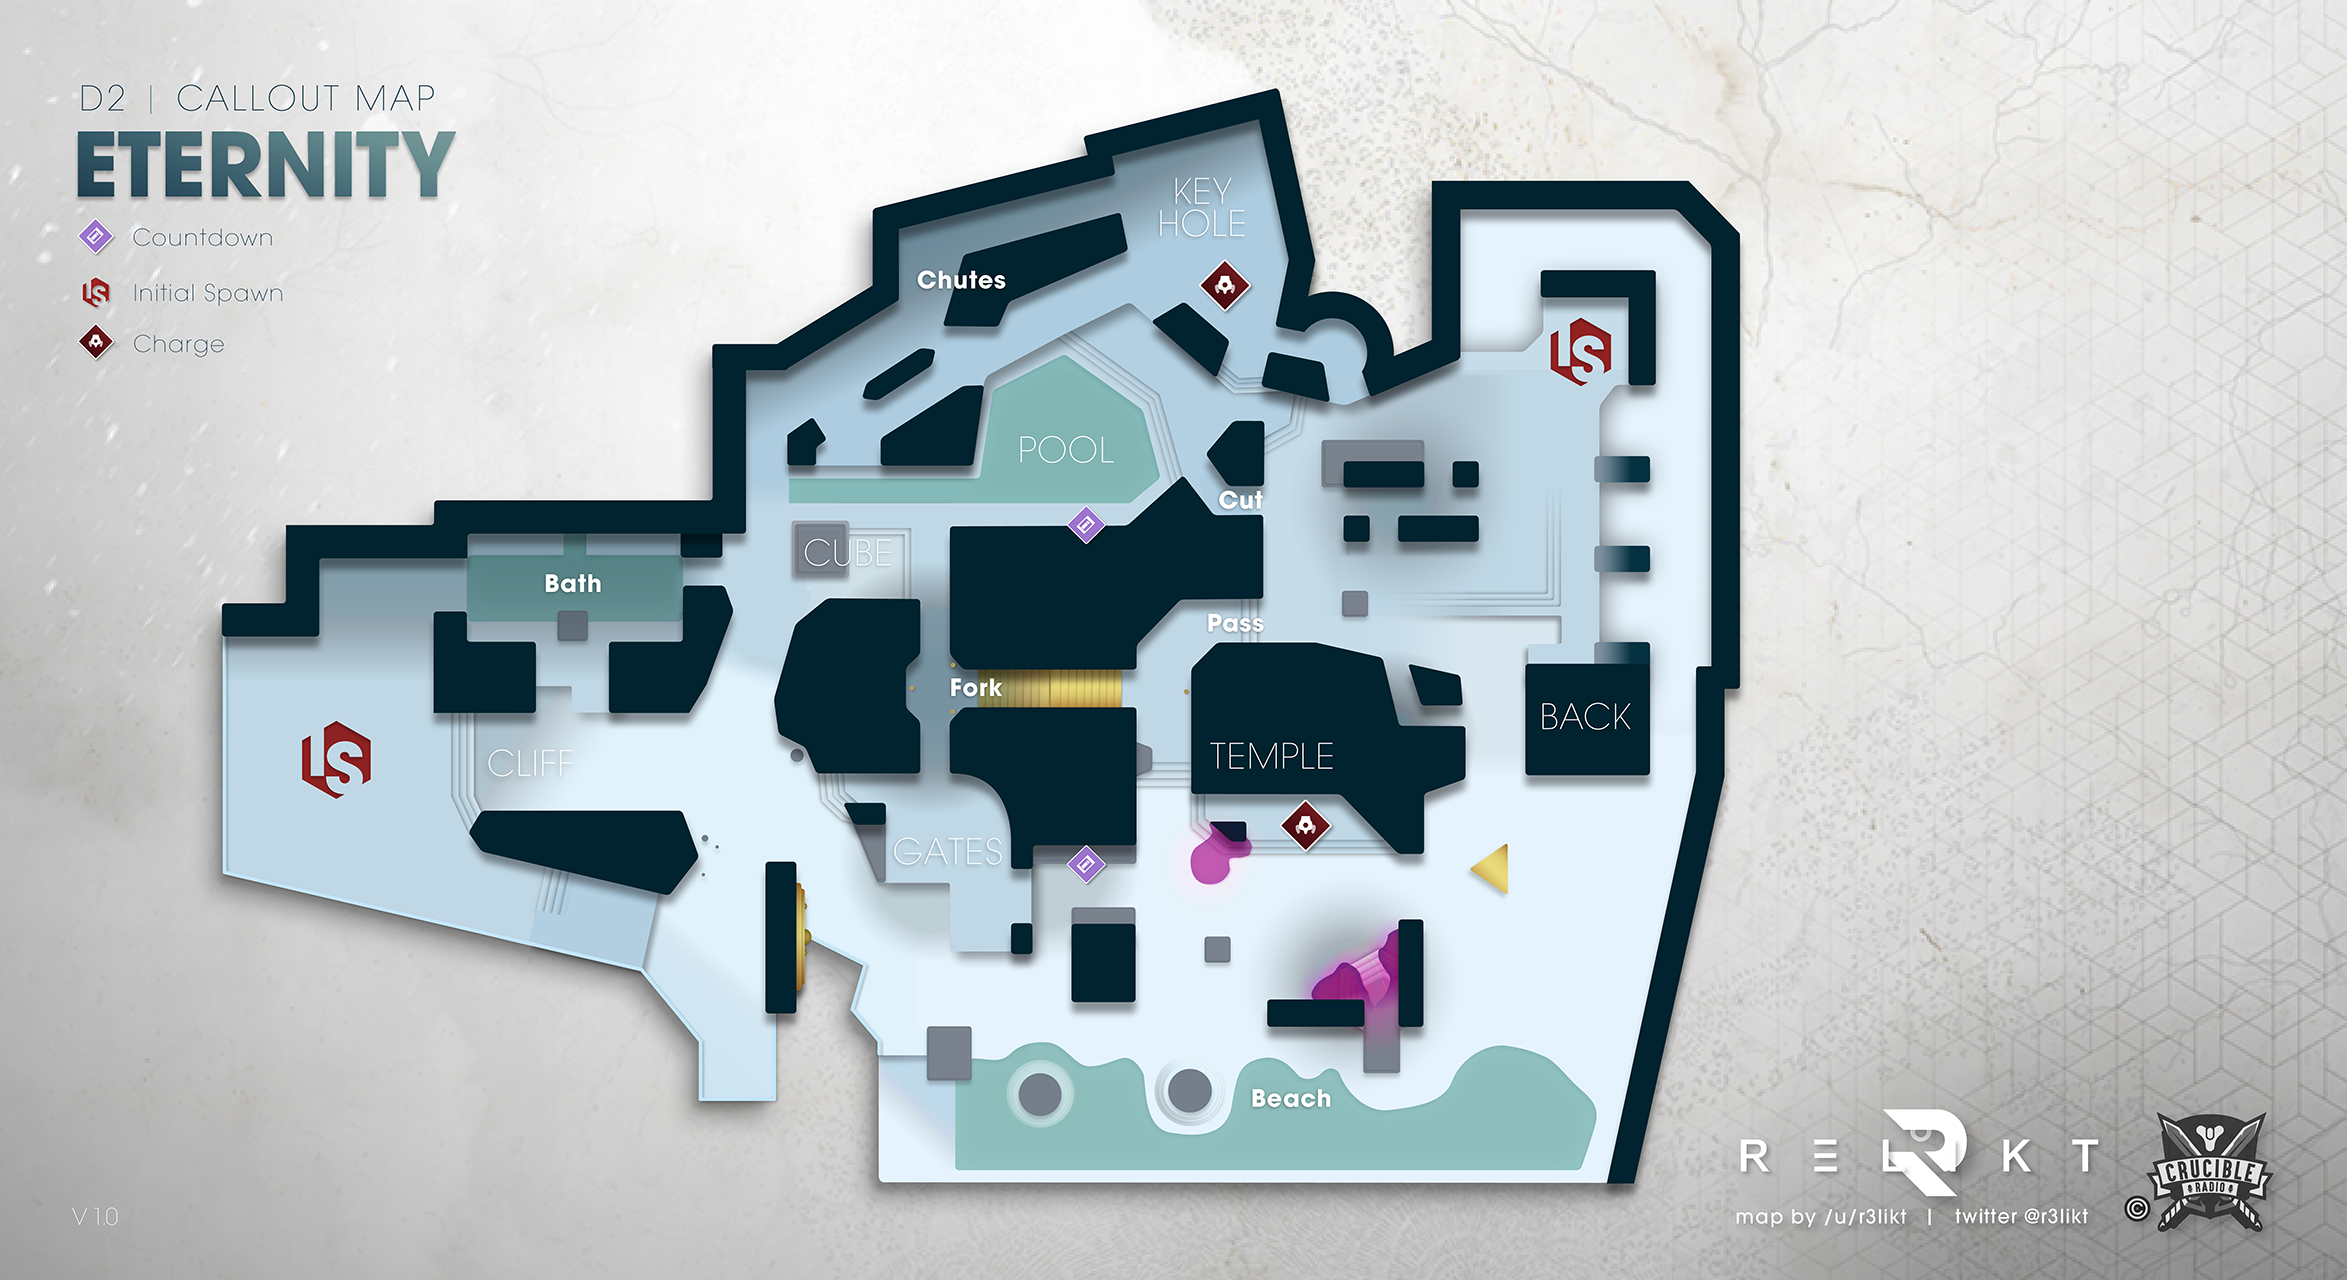 D2 | CALLOUT MAP
ETERNITY
Countdown
Initial Spawn
Charge
KEY
HOLE
Chutes
POOL
Cut
CUBE
Bath
Pass
Fork
BACK
TEMPLE
CLIFF
GATES
Beach
RELIKT
CRUCIBLE
RADIO
V 1.0
map by /u/r3likt | twitter @r3likt
©